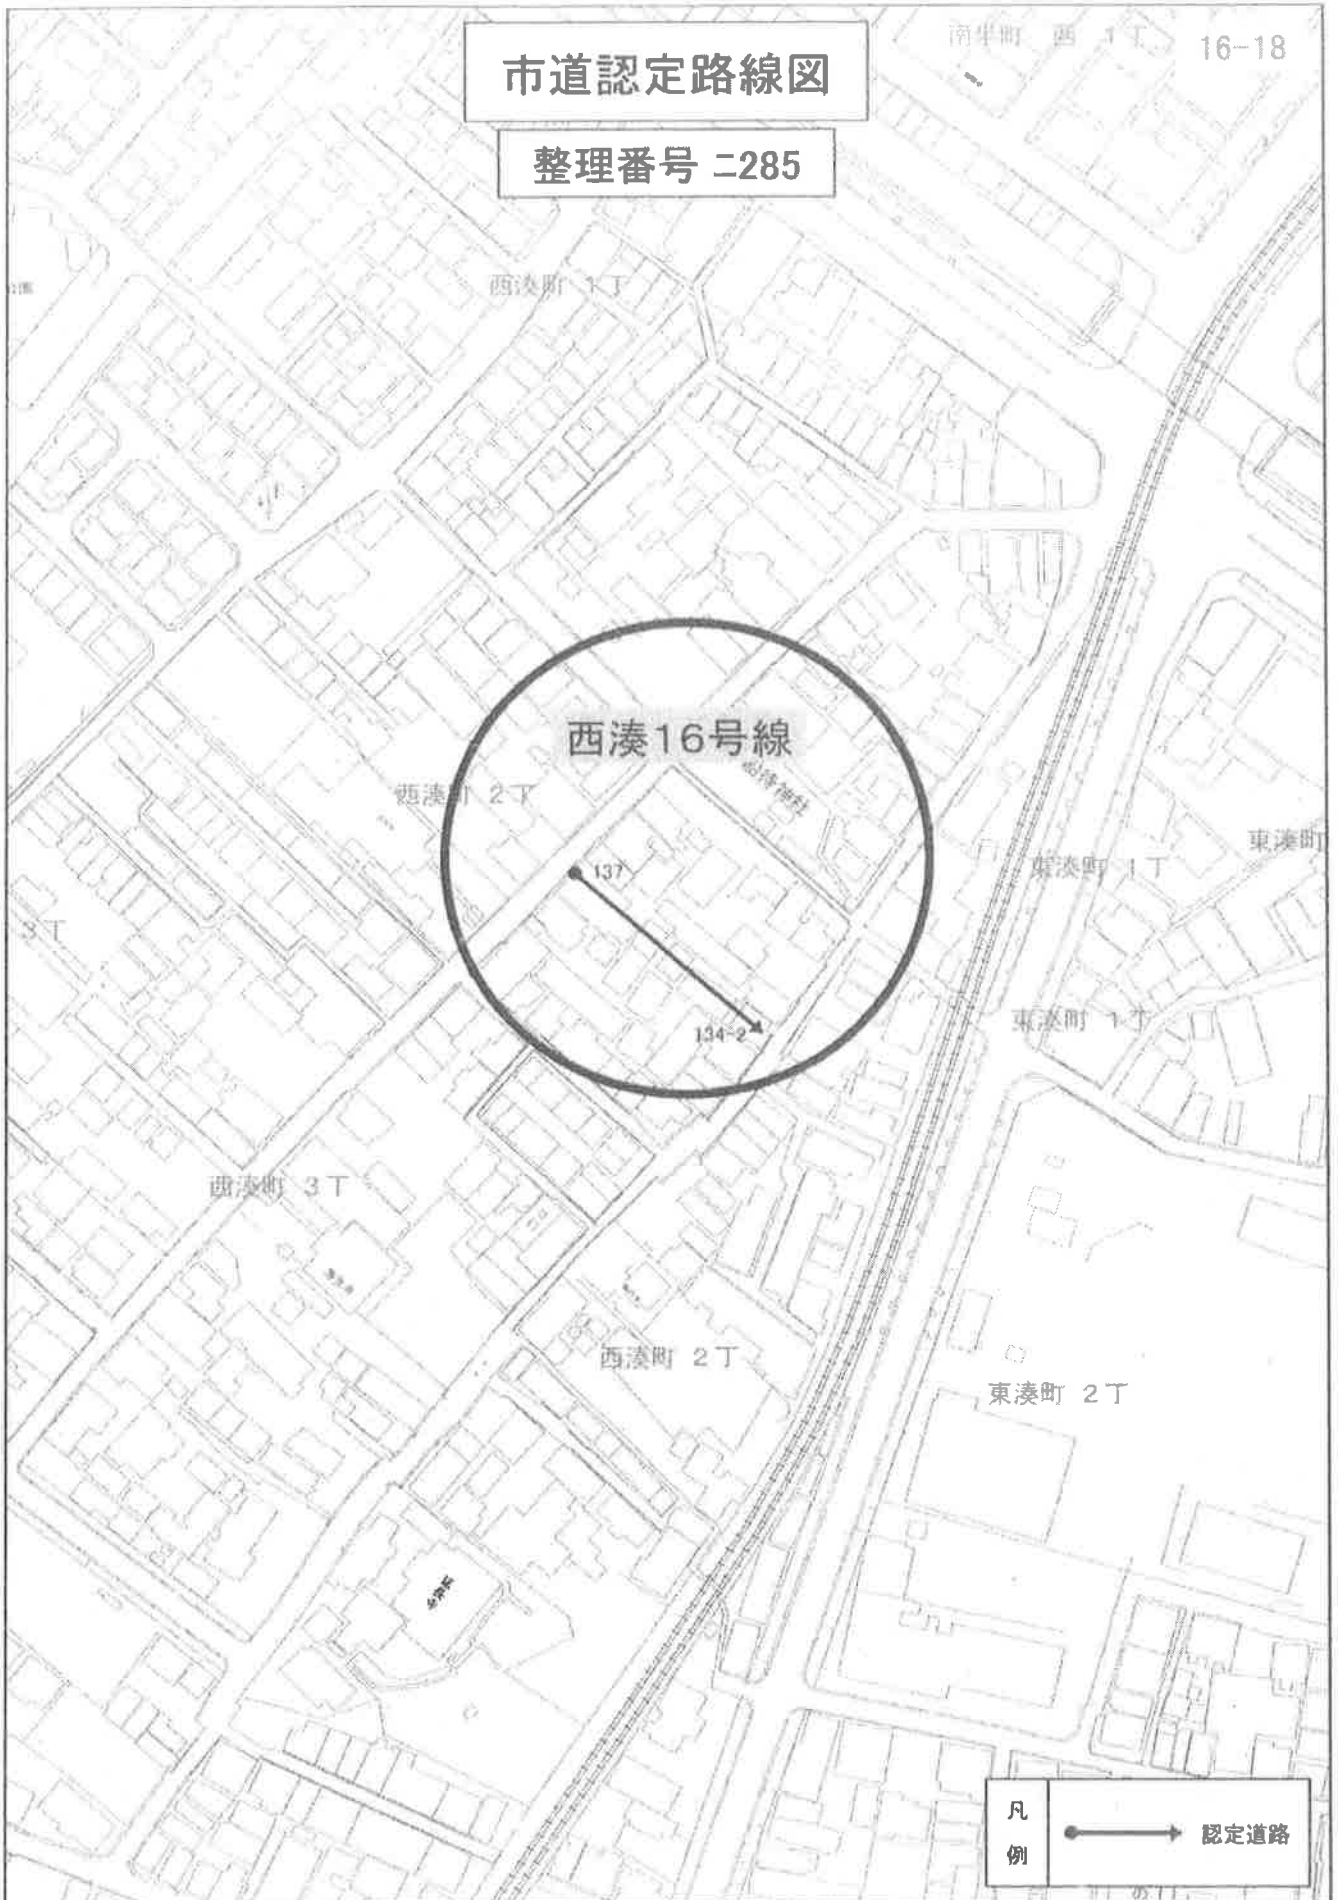 16-18
市道認定路線図
整理番号 ニ285
西湊町 1丁
西湊16号線
西湊町 2丁
137
134-2
東湊町
東湊町 1丁
3丁
東湊町 1丁
西湊町 3丁
西湊町 2丁
東湊町 2丁
凡例
認定道路